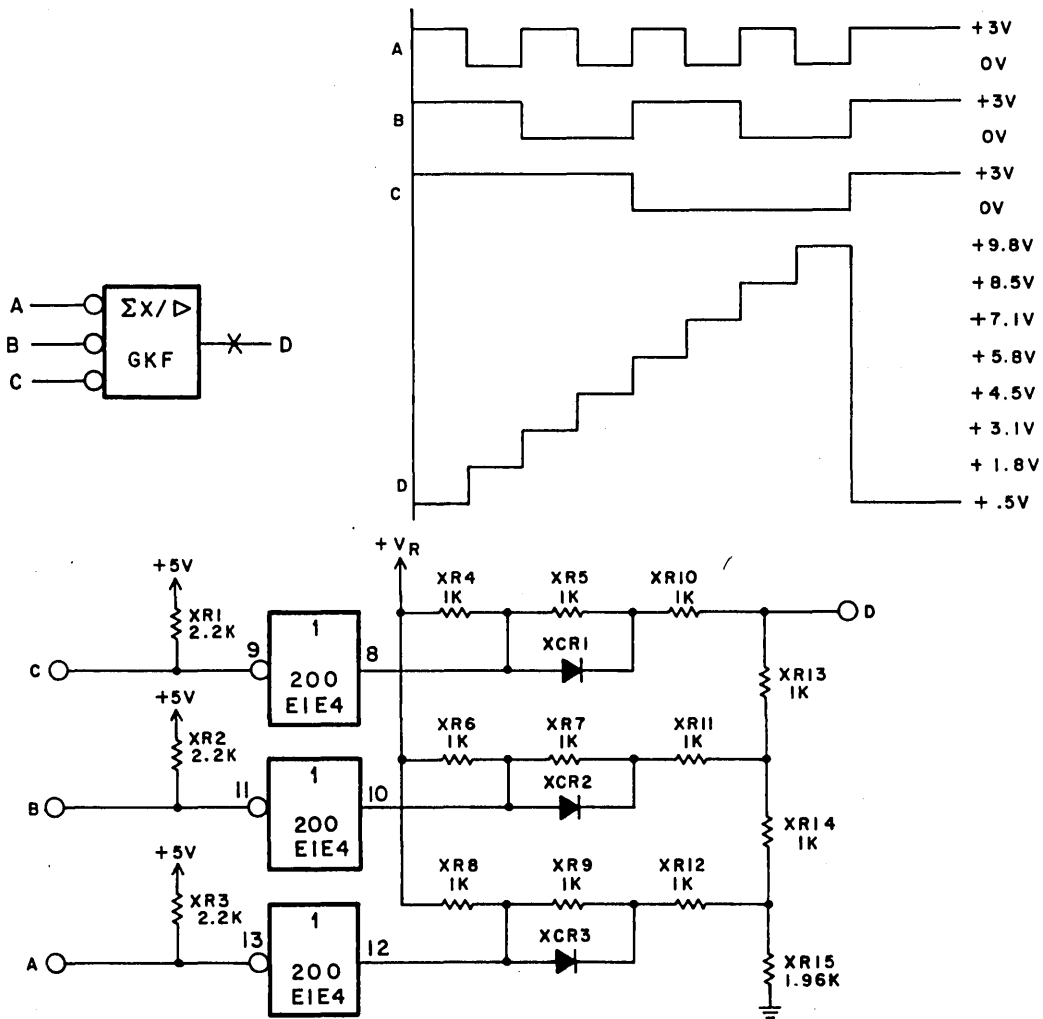 A
+3V
0V
B
+3V
0V
C
+3V
0V
+9.8V
+8.5V
+7.1V
+5.8V
+4.5V
+3.1V
+1.8V
D
+.5V
A
B
C
ΣX/▷
GKF
D
+VR
+5V
XR1
2.2K
C
9
1
200
E1E4
8
XR4
1K
XR5
1K
XR10
1K
XCR1
D
XR13
1K
+5V
XR2
2.2K
B
11
1
200
E1E4
10
XR6
1K
XR7
1K
XR11
1K
XCR2
XR14
1K
+5V
XR3
2.2K
A
13
1
200
E1E4
12
XR8
1K
XR9
1K
XR12
1K
XCR3
XR15
1.96K